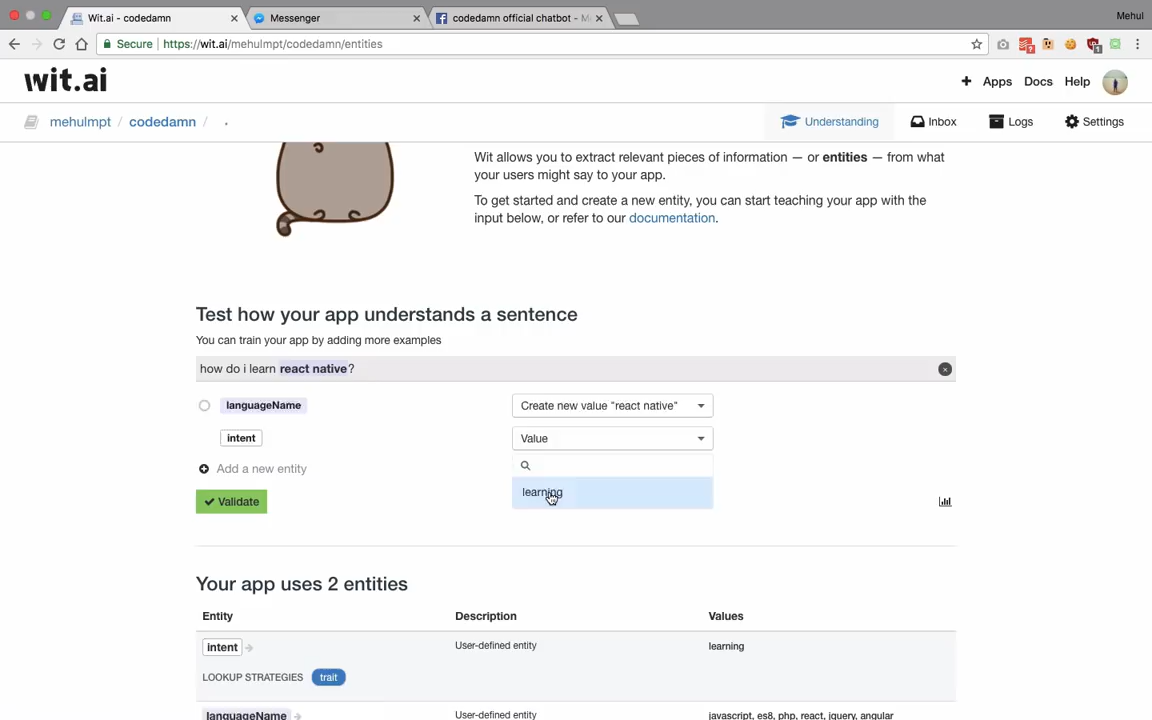 Wit.ai - codedamn
Messenger
codedamn official chatbot - M
Mehul
Secure
https://wit.ai/mehulmpt/codedamn/entities
wit.ai
+ Apps Docs Help
mehulmpt / codedamn / .
Understanding Inbox Logs Settings
Wit allows you to extract relevant pieces of information — or entities — from what
your users might say to your app.
To get started and create a new entity, you can start teaching your app with the
input below, or refer to our documentation.
Test how your app understands a sentence
You can train your app by adding more examples
how do i learn react native?
languageName
Create new value "react native"
intent
Value
Add a new entity
learning
Validate
Your app uses 2 entities
Entity Description Values
intent
User-defined entity
learning
LOOKUP STRATEGIES trait
languageName
User-defined entity
javascript, es8, php, react, jquery, angular